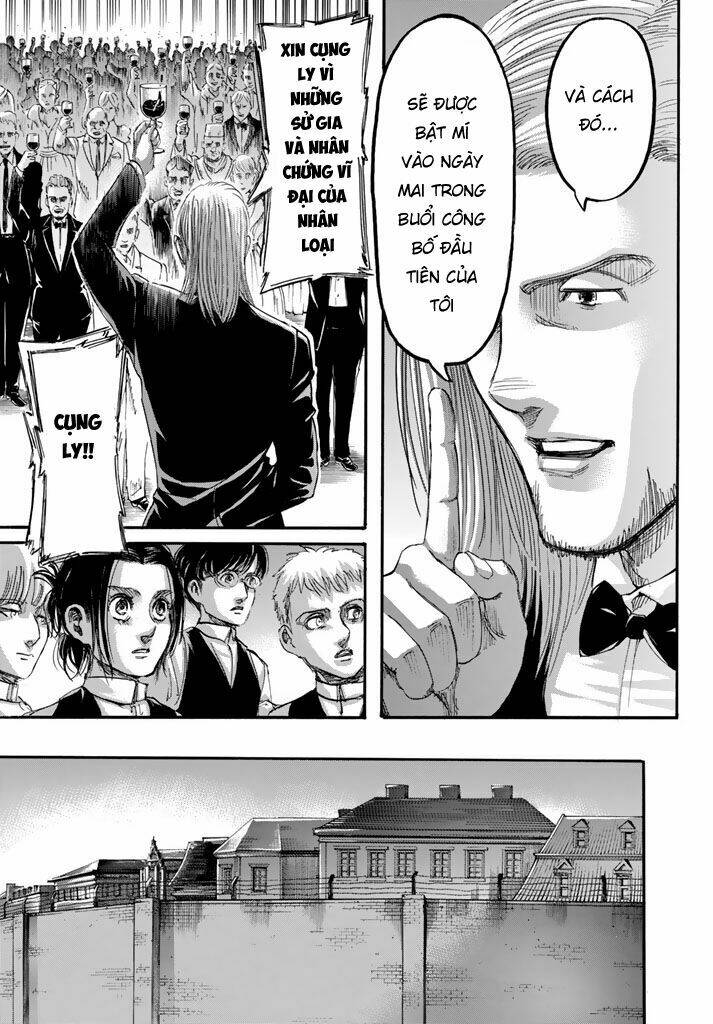 VÀ CÁCH
ĐÓ...
SẼ ĐƯỢC
BẬT MÍ
VÀO NGÀY
MAI TRONG
BUỔI CÔNG
BỐ ĐẦU
TIÊN CỦA
TÔI
XIN CỤNG
LY VÌ
NHỮNG
SỬ GIA
VÀ NHÂN
CHỨNG VĨ
ĐẠI CỦA
NHÂN
LOẠI
CỤNG
LY!!